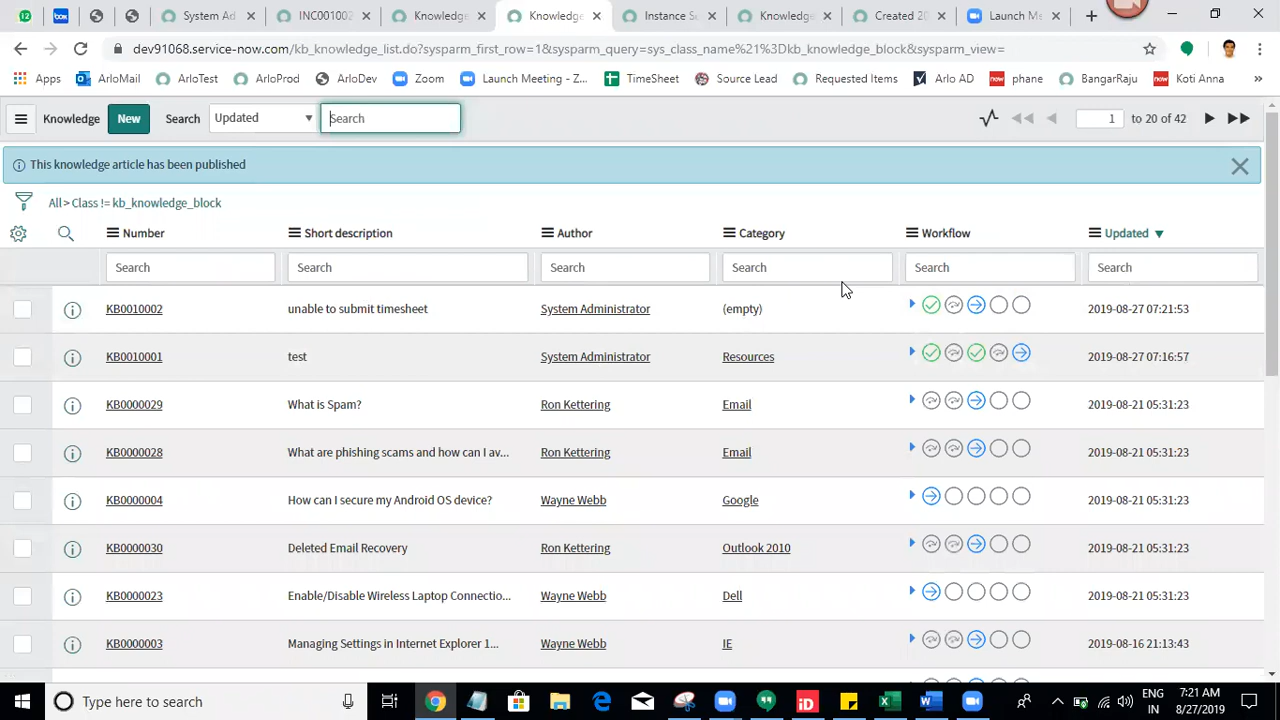 System Ad
INC001002
Knowledge
Knowledge
Instance S
knowledge
Created 20
Launch Me
dev91068.service-now.com/kb_knowledge_list.do?sysparm_first_row=1&sysparm_query=sys_class_name%21%3Dkb_knowledge_block&sysparm_view=
Apps ArloMail ArloTest ArloProd ArloDev Zoom Launch Meeting - Z... TimeSheet Source Lead Requested Items Arlo AD now phane BangarRaju now Koti Anna
Knowledge New Search Updated Search 1 to 20 of 42
This knowledge article has been published
All > Class != kb_knowledge_block
Number Short description Author Category Workflow Updated
Search Search Search Search Search Search
KB0010002 unable to submit timesheet System Administrator (empty) 2019-08-27 07:21:53
KB0010001 test System Administrator Resources 2019-08-27 07:16:57
KB0000029 What is Spam? Ron Kettering Email 2019-08-21 05:31:23
KB0000028 What are phishing scams and how can I av... Ron Kettering Email 2019-08-21 05:31:23
KB0000004 How can I secure my Android OS device? Wayne Webb Google 2019-08-21 05:31:23
KB0000030 Deleted Email Recovery Ron Kettering Outlook 2010 2019-08-21 05:31:23
KB0000023 Enable/Disable Wireless Laptop Connectio... Wayne Webb Dell 2019-08-21 05:31:23
KB0000003 Managing Settings in Internet Explorer 1... Wayne Webb IE 2019-08-16 21:13:43
Type here to search
ENG 7:21 AM
IN 8/27/2019